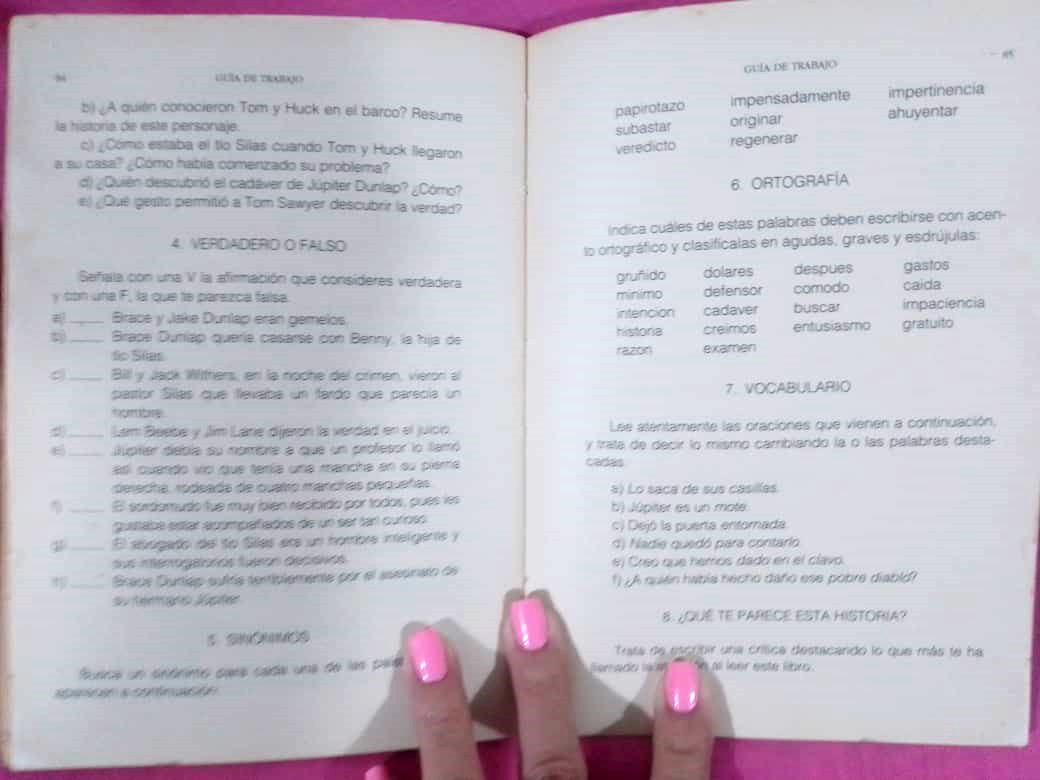 94
GUÍA DE TRABAJO
b) ¿A quién conocieron Tom y Huck en el barco? Resume
la historia de este personaje.
c) ¿Cómo estaba el tío Silas cuando Tom y Huck llegaron
a su casa? ¿Cómo había comenzado su problema?
d) ¿Quién descubrió el cadáver de Júpiter Dunlap? ¿Cómo?
e) ¿Qué gesto permitió a Tom Sawyer descubrir la verdad?
4. VERDADERO O FALSO
Señala con una V la afirmación que consideres verdadera
y con una F, la que te parezca falsa.
a) ____ Brace y Jake Dunlap eran gemelos.
b) ____ Brace Dunlap quería casarse con Benny, la hija de
tío Silas.
c) ____ Bill y Jack Withers, en la noche del crimen, vieron al
pastor Silas que llevaba un fardo que parecía un
hombre.
d) ____ Lem Beebe y Jim Lane dijeron la verdad en el juicio.
e) ____ Júpiter debía su nombre a que un profesor lo llamó
así cuando vio que tenía una mancha en su pierna
derecha, rodeada de cuatro manchas pequeñas.
f) ____ El sordomudo fue muy bien recibido por todos, pues les
gustaba estar acompañados de un ser tan curioso.
g) ____ El abogado del tío Silas era un hombre inteligente y
sus interrogatorios fueron decisivos.
h) ____ Brace Dunlap sufría terriblemente por el asesinato de
su hermano Júpiter.
5. SINÓNIMOS
Busca un sinónimo para cada una de las
aparecen a continuación.
GUÍA DE TRABAJO
95
papirotazo impensadamente impertinencia
subastar originar ahuyentar
veredicto regenerar
6. ORTOGRAFÍA
Indica cuáles de estas palabras deben escribirse con acen-
to ortográfico y clasifícalas en agudas, graves y esdrújulas:
gruñido dolares despues gastos
minimo defensor comodo caida
intencion cadaver buscar impaciencia
historia creimos entusiasmo gratuito
razon examen
7. VOCABULARIO
Lee atentamente las oraciones que vienen a continuación,
y trata de decir lo mismo cambiando la o las palabras desta-
cadas.
a) Lo saca de sus casillas.
b) Júpiter es un mote.
c) Dejó la puerta entornada.
d) Nadie quedó para contarlo.
e) Creo que hemos dado en el clavo.
f) ¿A quién había hecho daño ese pobre diablo?
8. ¿QUÉ TE PARECE ESTA HISTORIA?
Trata de escribir una crítica destacando lo que más te ha
llamado la al leer este libro.